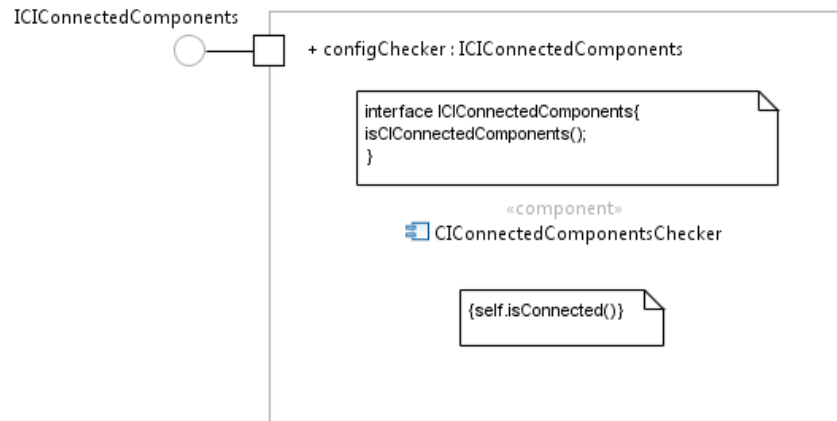 ICIConnectedComponents
+ configChecker : ICIConnectedComponents
interface ICIConnectedComponents{
isCIConnectedComponents();
}
«component»
CIConnectedComponentsChecker
{self.isConnected()}